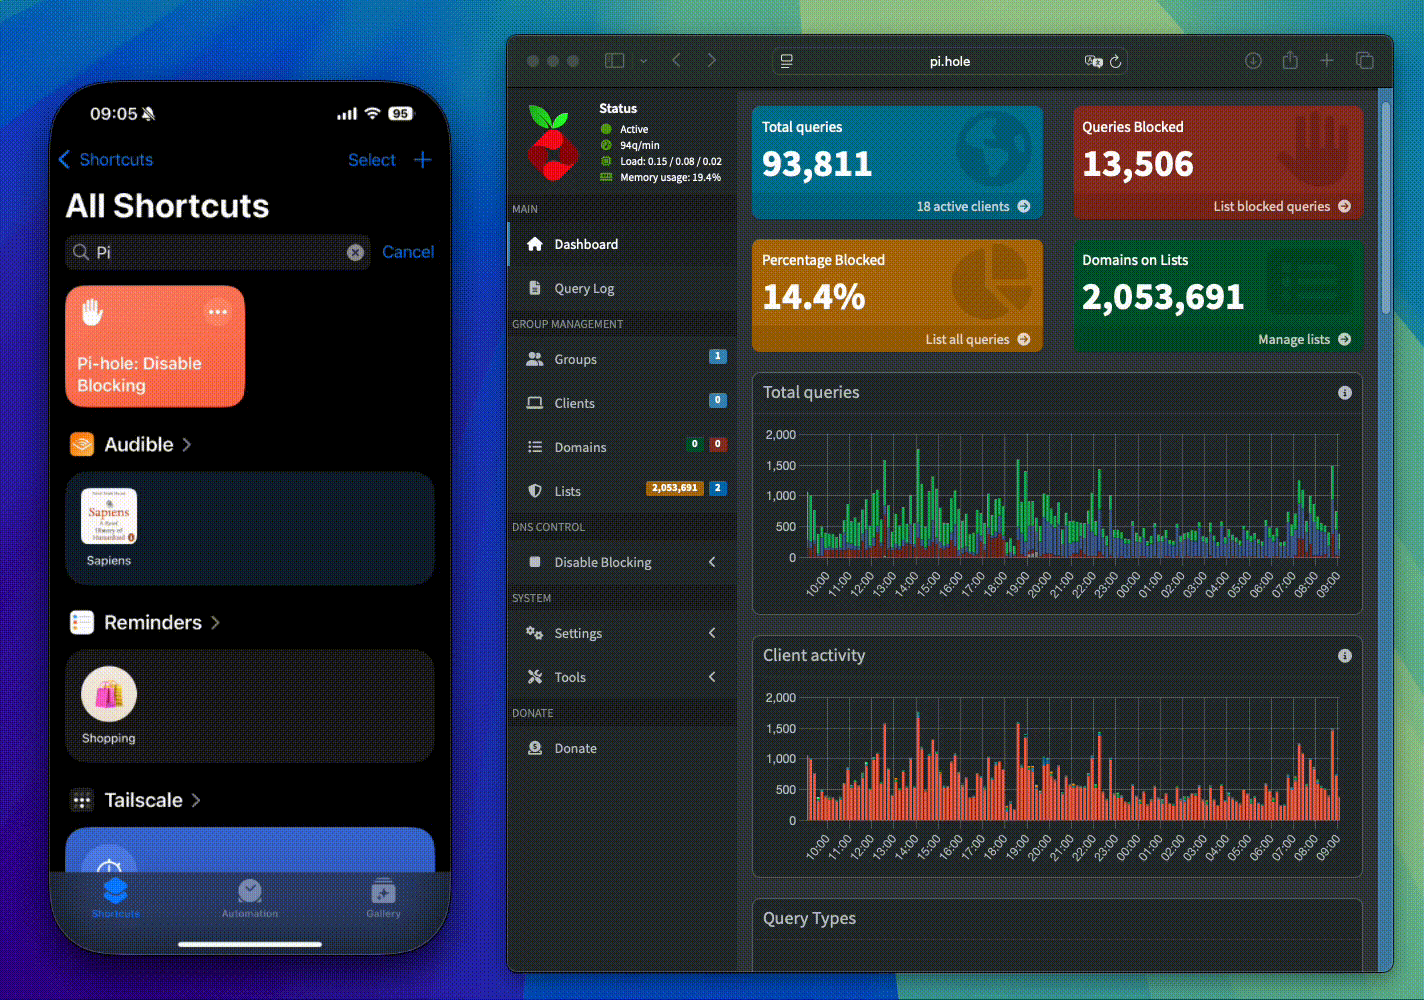 09:05
95
Shortcuts
Select
All Shortcuts
Pi
Cancel
Pi-hole: Disable
Blocking
Audible
Sapiens
A Brief
History of
Humankind
Sapiens
Reminders
Shopping
Tailscale
Shortcuts
Automation
Gallery
pi.hole
Status
Active
94q/min
Load: 0.15 / 0.08 / 0.02
Memory usage: 19.4%
MAIN
Dashboard
Query Log
GROUP MANAGEMENT
Groups 1
Clients 0
Domains 0 0
Lists 2,053,691 2
DNS CONTROL
Disable Blocking
SYSTEM
Settings
Tools
DONATE
Donate
Total queries
93,811
18 active clients
Queries Blocked
13,506
List blocked queries
Percentage Blocked
14.4%
List all queries
Domains on Lists
2,053,691
Manage lists
Total queries
2,000
1,500
1,000
500
0
10:00 11:00 12:00 13:00 14:00 15:00 16:00 17:00 18:00 19:00 20:00 21:00 22:00 23:00 00:00 01:00 02:00 03:00 04:00 05:00 06:00 07:00 08:00 09:00
Client activity
2,000
1,500
1,000
500
0
10:00 11:00 12:00 13:00 14:00 15:00 16:00 17:00 18:00 19:00 20:00 21:00 22:00 23:00 00:00 01:00 02:00 03:00 04:00 05:00 06:00 07:00 08:00 09:00
Query Types